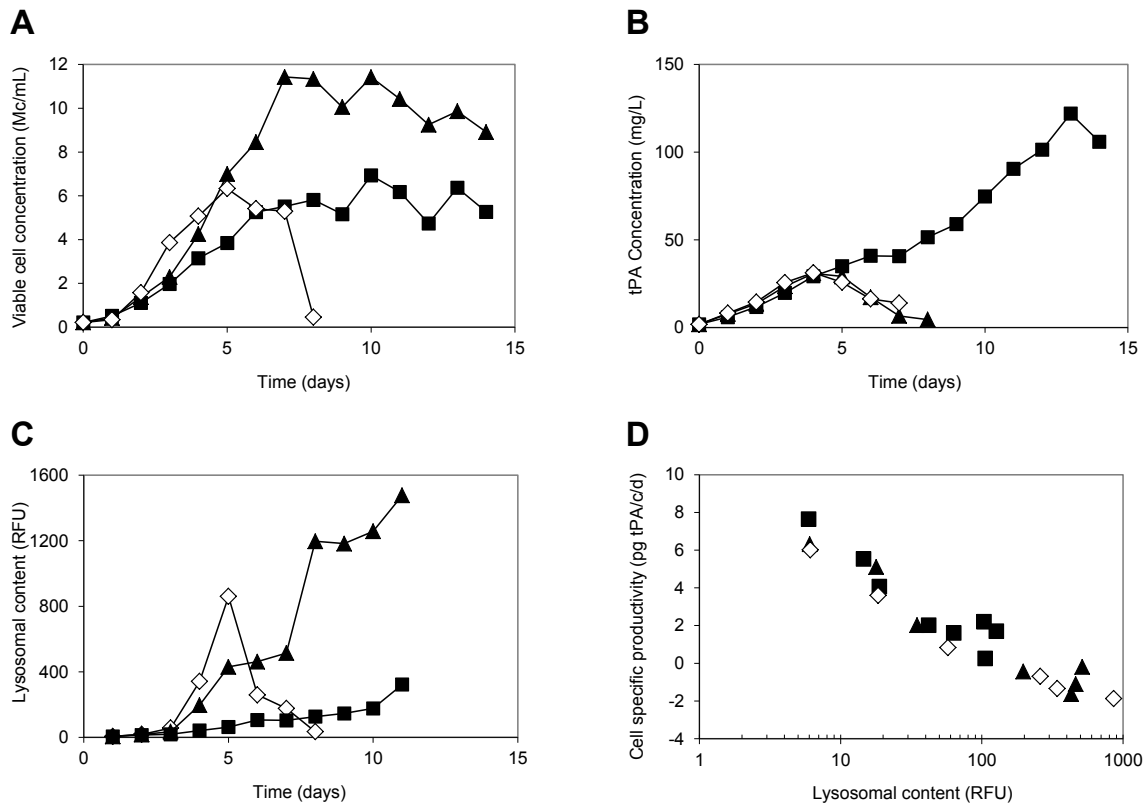 A
Viable cell concentration (Mc/mL)
12
10
8
6
4
2
0
0 5 10 15
Time (days)
B
tPA Concentration (mg/L)
150
100
50
0
0 5 10 15
Time (days)
C
Lysosomal content (RFU)
1600
1200
800
400
0
0 5 10 15
Time (days)
D
Cell specific productivity (pg tPA/c/d)
10
8
6
4
2
0
-2
-4
1 10 100 1000
Lysosomal content (RFU)